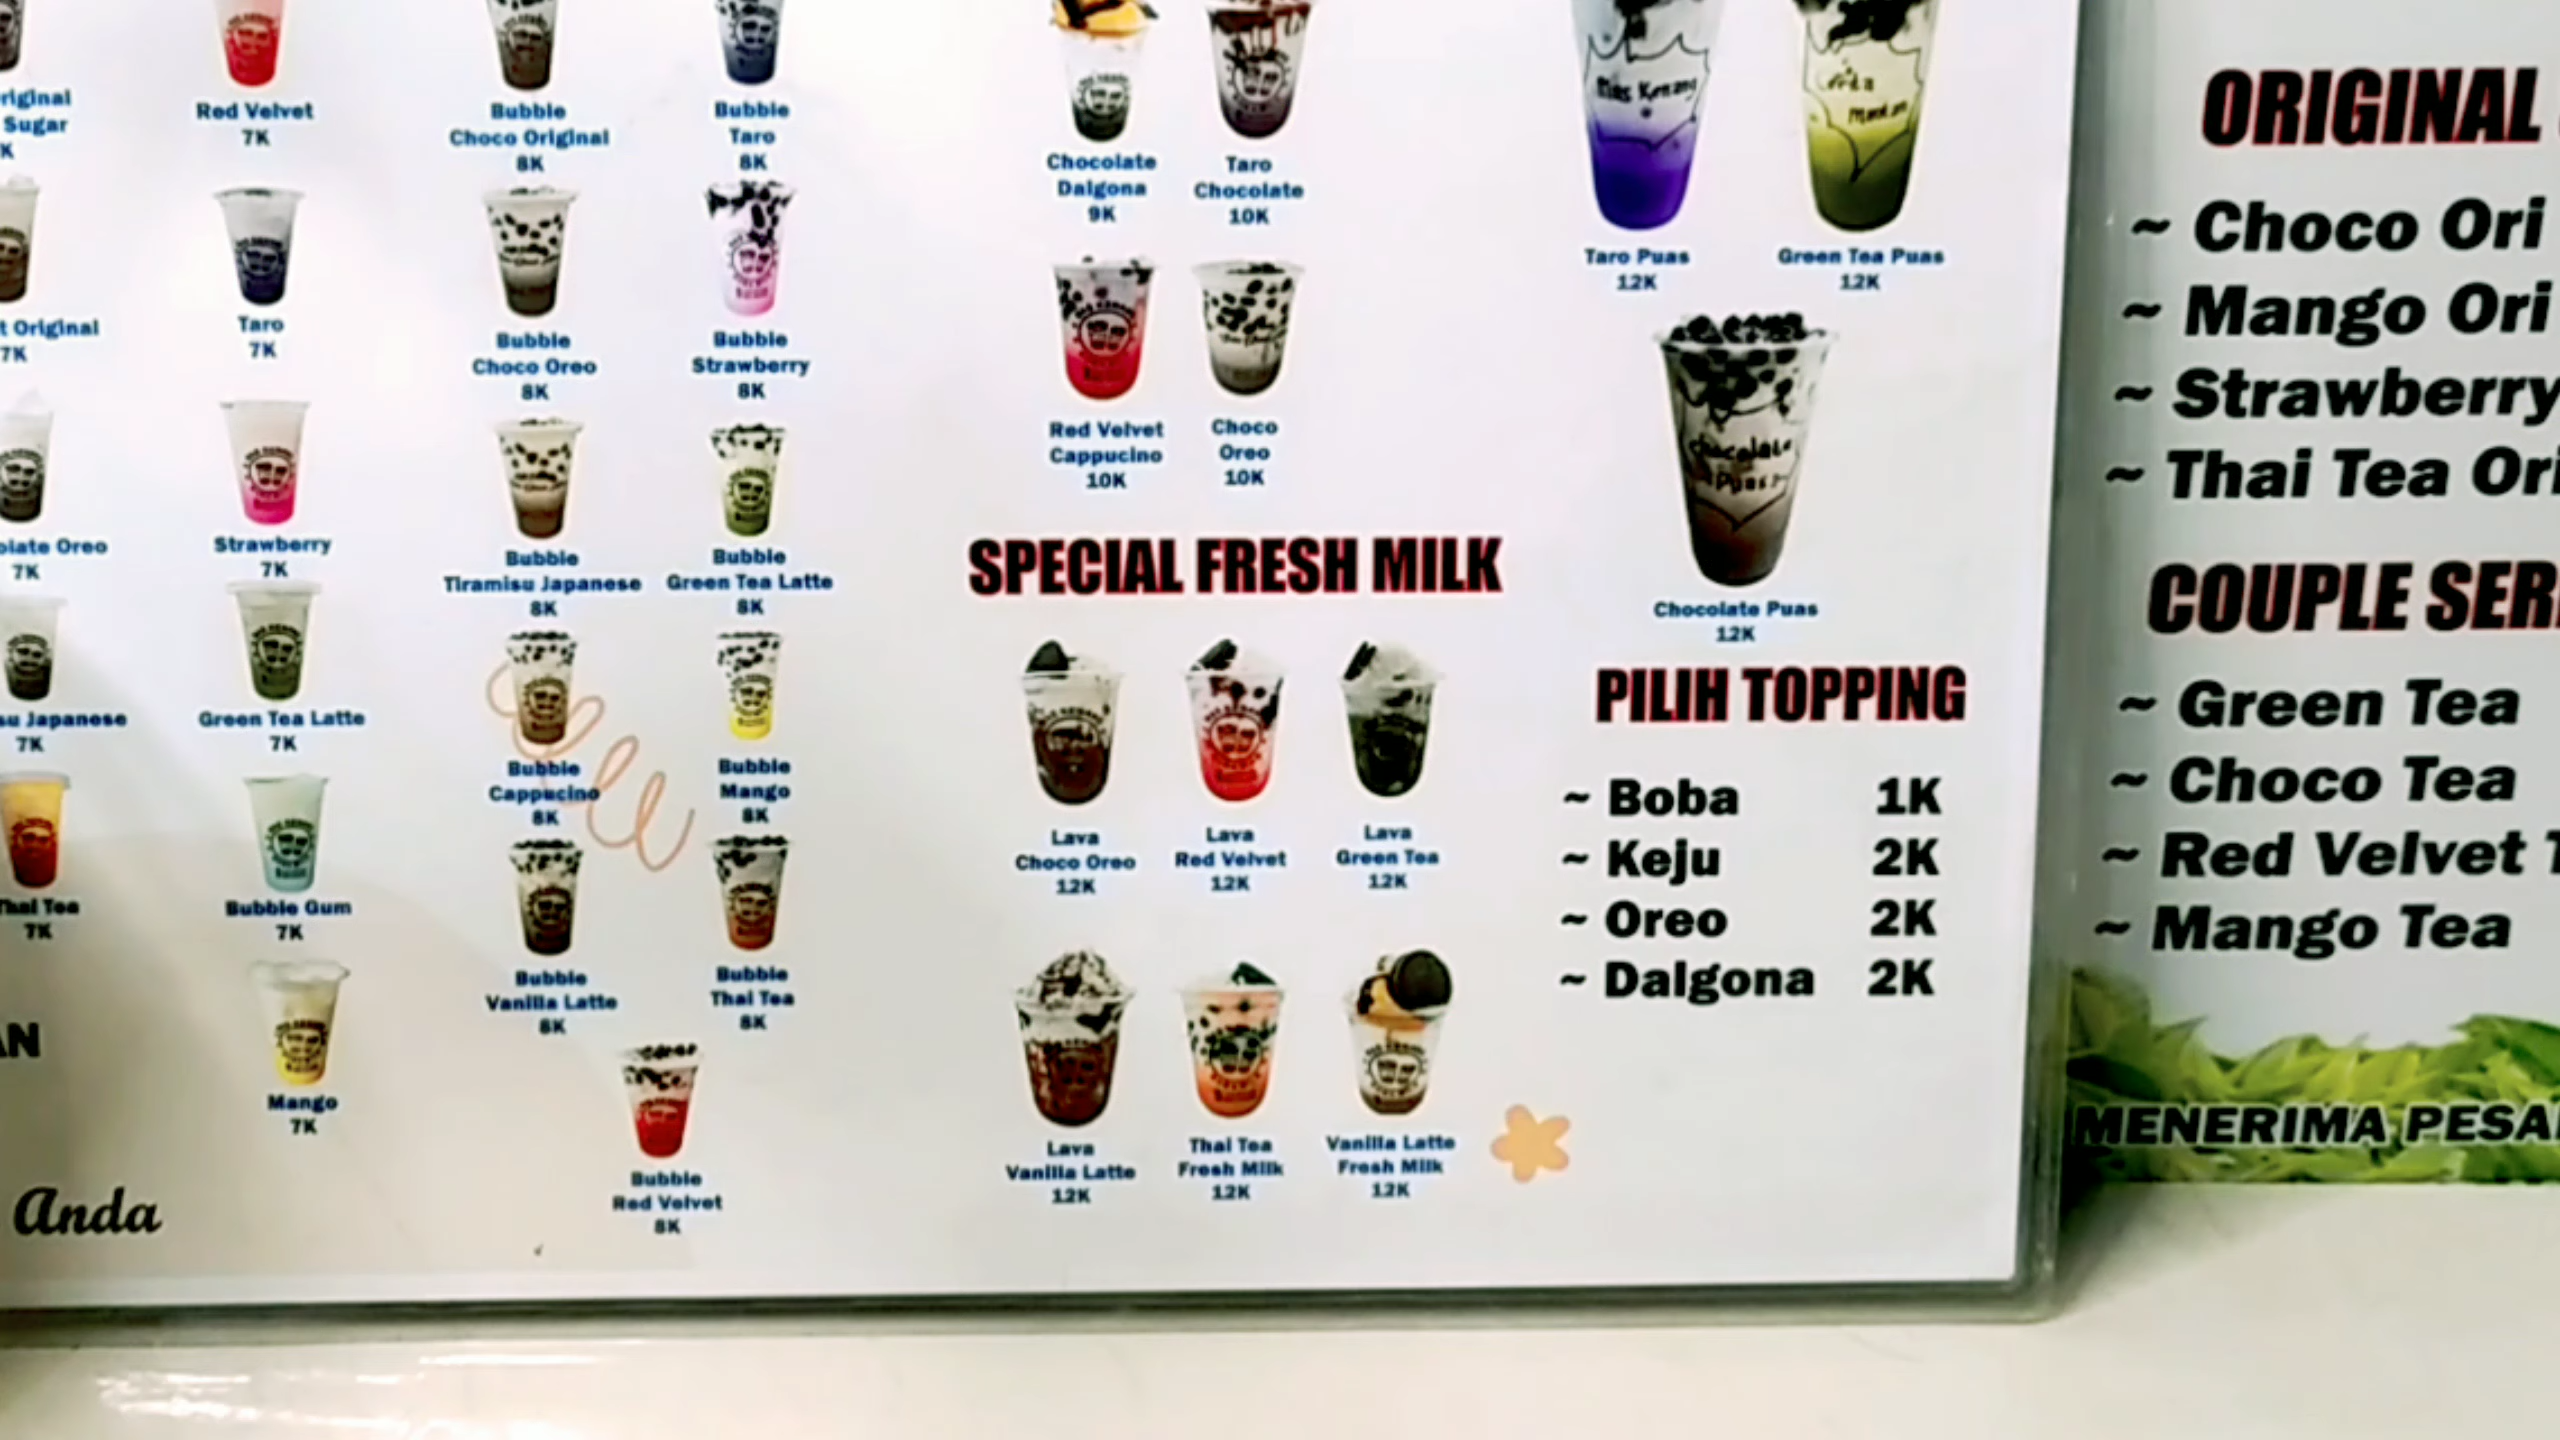 riginal
Sugar
K
t Original
7K
olate Oreo
7K
su Japanese
7K
Thai Tea
7K
AN
Anda
Red Velvet
7K
Taro
7K
Strawberry
7K
Green Tea Latte
7K
Bubble Gum
7K
Mango
7K
Bubble
Choco Original
8K
Bubble
Choco Oreo
8K
Bubble
Tiramisu Japanese
8K
Bubble
Cappucino
8K
Bubble
Vanilla Latte
8K
Bubble
Taro
8K
Bubble
Strawberry
8K
Bubble
Green Tea Latte
8K
Bubble
Mango
8K
Bubble
Thai Tea
8K
Bubble
Red Velvet
8K
Chocolate
Dalgona
9K
Taro
Chocolate
10K
Red Velvet
Cappucino
10K
Choco
Oreo
10K
SPECIAL FRESH MILK
Lava
Choco Oreo
12K
Lava
Red Velvet
12K
Lava
Green Tea
12K
Lava
Vanilla Latte
12K
Thai Tea
Fresh Milk
12K
Vanilla Latte
Fresh Milk
12K
Taro Puas
12K
Green Tea Puas
12K
Chocolate
Puas
Chocolate Puas
12K
PILIH TOPPING
~ Boba 1K
~ Keju 2K
~ Oreo 2K
~ Dalgona 2K
ORIGINAL
~ Choco Ori
~ Mango Ori
~ Strawberry
~ Thai Tea Ori
COUPLE SER
~ Green Tea
~ Choco Tea
~ Red Velvet T
~ Mango Tea
MENERIMA PESA